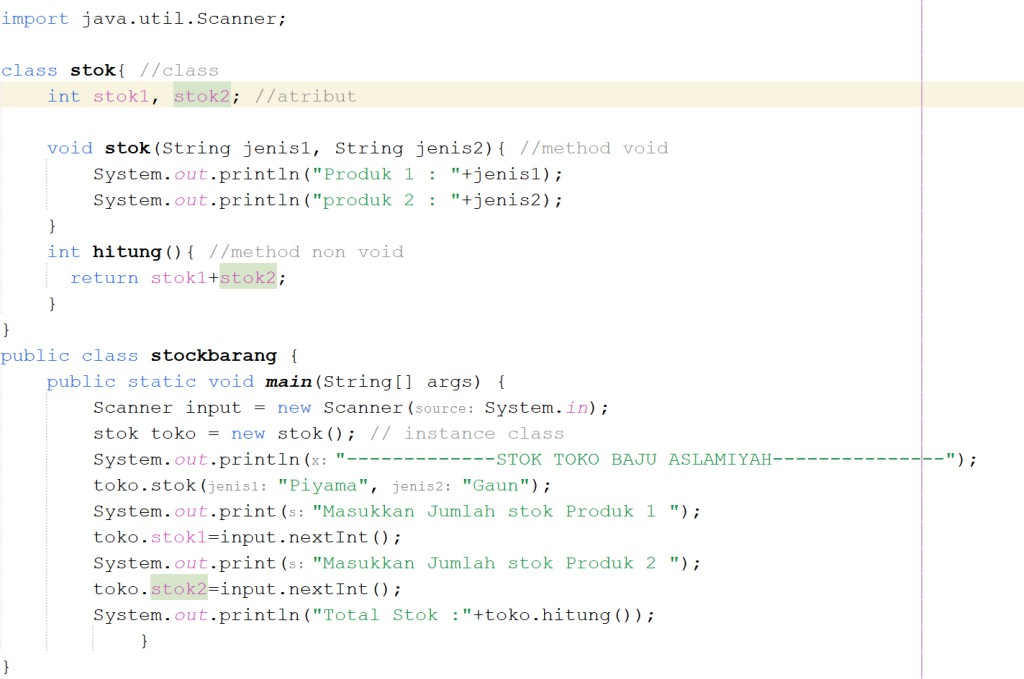 import java.util.Scanner;
class stok{ //class
int stok1, stok2; //atribut
void stok(String jenis1, String jenis2){ //method void
System.out.println("Produk 1 : "+jenis1);
System.out.println("produk 2 : "+jenis2);
}
int hitung(){ //method non void
return stok1+stok2;
}
}
public class stockbarang {
public static void main(String[] args) {
Scanner input = new Scanner(source: System.in);
stok toko = new stok(); // instance class
System.out.println(x: "-------------STOK TOKO BAJU ASLAMIYAH---------------");
toko.stok(jenis1: "Piyama", jenis2: "Gaun");
System.out.print(s: "Masukkan Jumlah stok Produk 1 ");
toko.stok1=input.nextInt();
System.out.print(s: "Masukkan Jumlah stok Produk 2 ");
toko.stok2=input.nextInt();
System.out.println("Total Stok :"+toko.hitung());
}
}